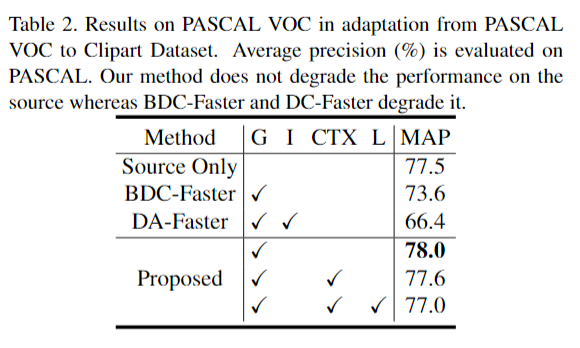 Table 2. Results on PASCAL VOC in adaptation from PASCAL
VOC to Clipart Dataset. Average precision (%) is evaluated on
PASCAL. Our method does not degrade the performance on the
source whereas BDC-Faster and DC-Faster degrade it.
Method G I CTX L MAP
Source Only 77.5
BDC-Faster ✓ 73.6
DA-Faster ✓ ✓ 66.4
✓ 78.0
Proposed ✓ ✓ 77.6
✓ ✓ ✓ 77.0